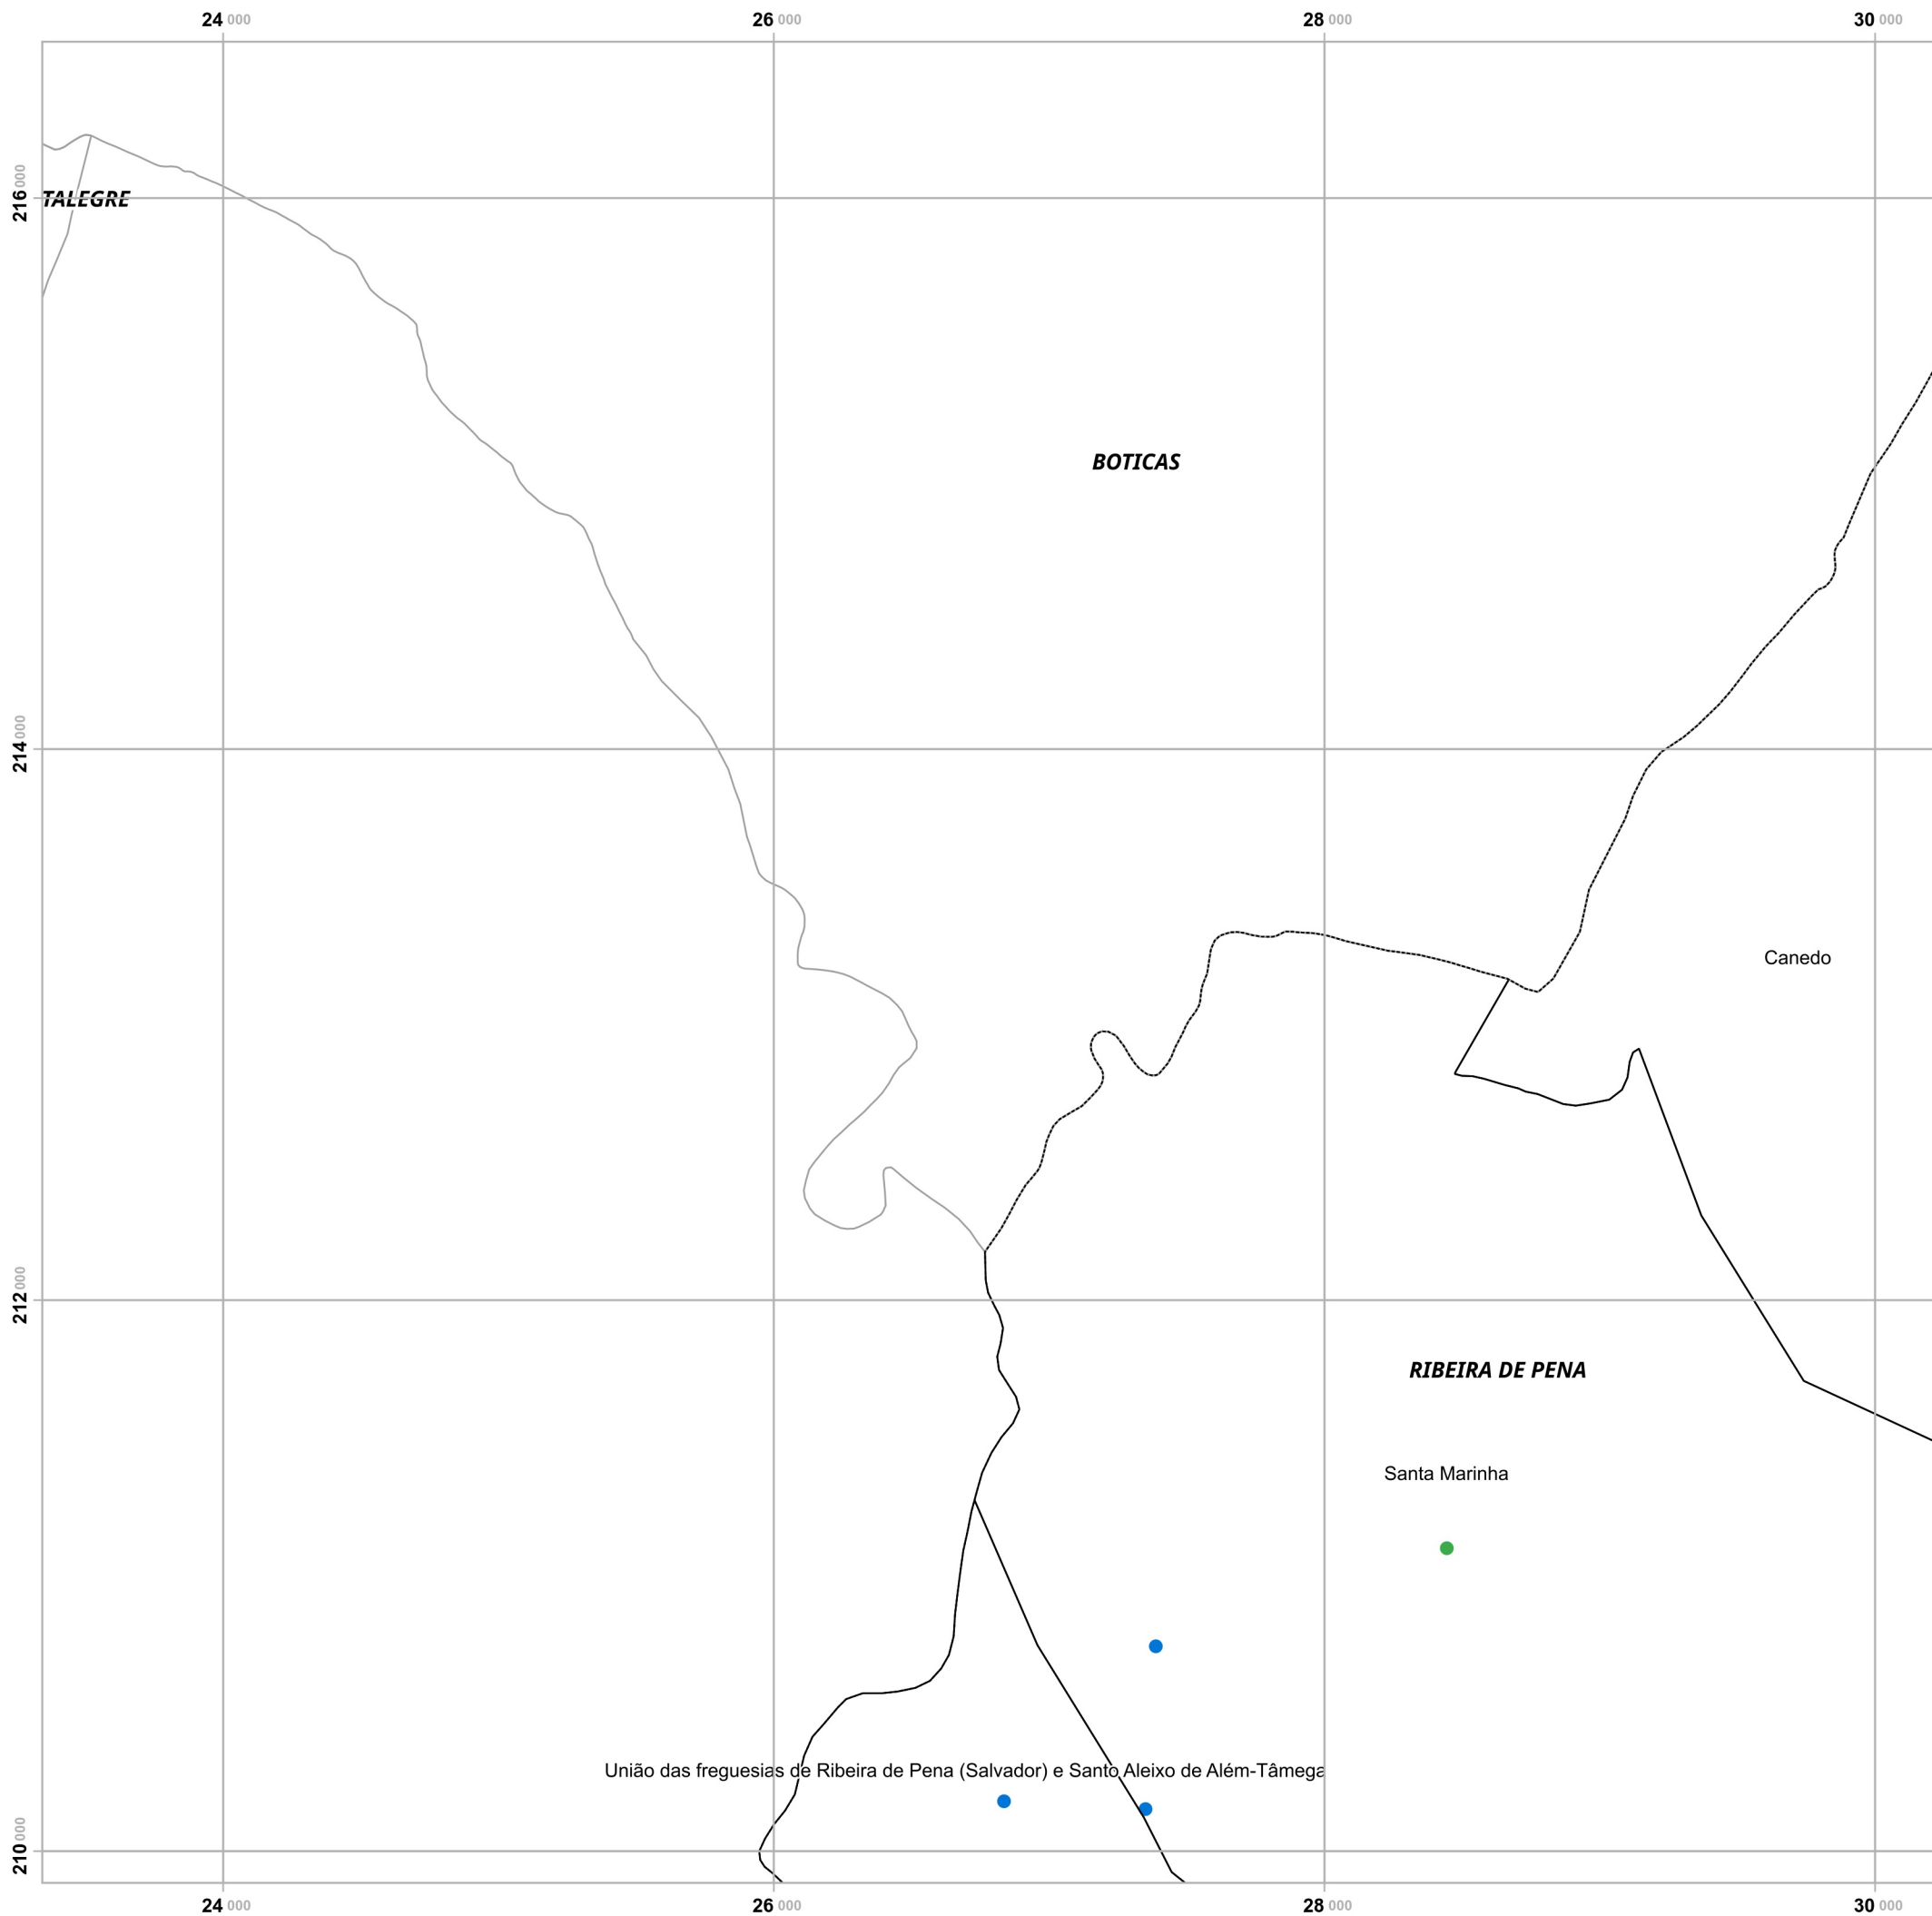 24 000 26 000 28 000 30 000
216 000
TALEGRE
BOTICAS
214 000
Canedo
212 000
RIBEIRA DE PENA
Santa Marinha
União das freguesias de Ribeira de Pena (Salvador) e Santo Aleixo de Além-Tâmega
210 000
24 000 26 000 28 000 30 000